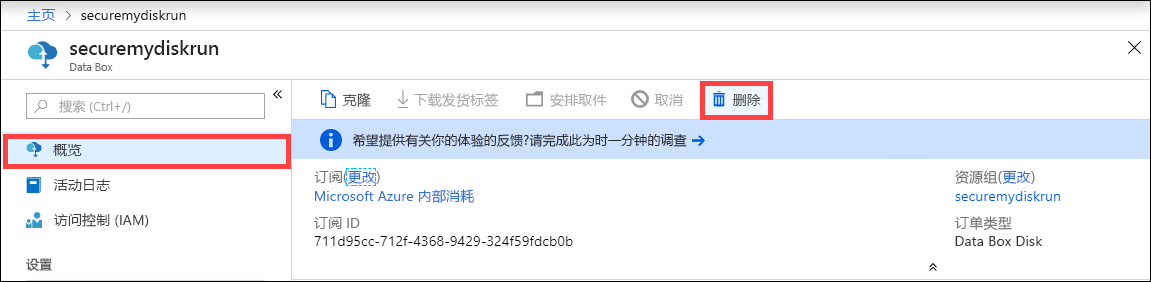 主页 > securemydiskrun
securemydiskrun
Data Box
搜索 (Ctrl+/)
克隆 下载发货标签 安排取件 取消 删除
希望提供有关你的体验的反馈?请完成此为时一分钟的调查
概览
活动日志
访问控制 (IAM)
设置
订阅(更改)
Microsoft Azure 内部消耗
订阅 ID
711d95cc-712f-4368-9429-324f59fdcb0b
资源组(更改)
securemydiskrun
订单类型
Data Box Disk